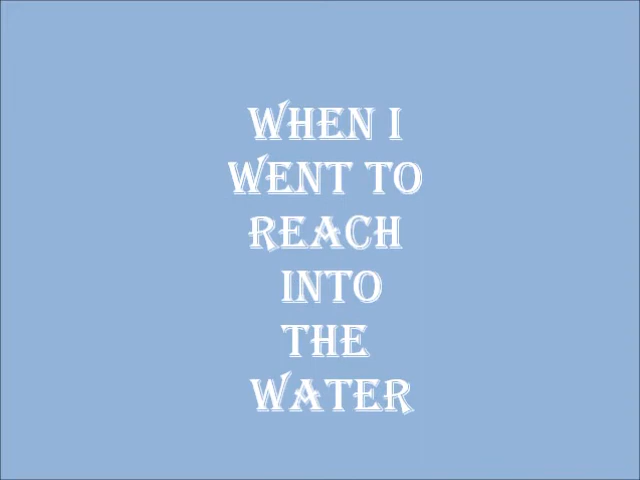 WHEN I
WENT TO
REACH
INTO
THE
WATER